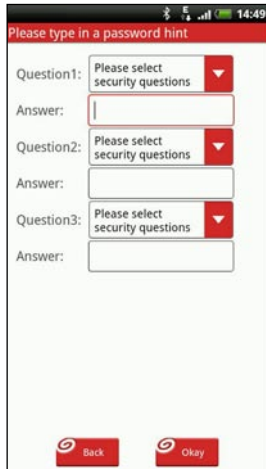 E 14:49
Please type in a password hint
Question1: Please select
security questions
Answer:
Question2: Please select
security questions
Answer:
Question3: Please select
security questions
Answer:
Back Okay